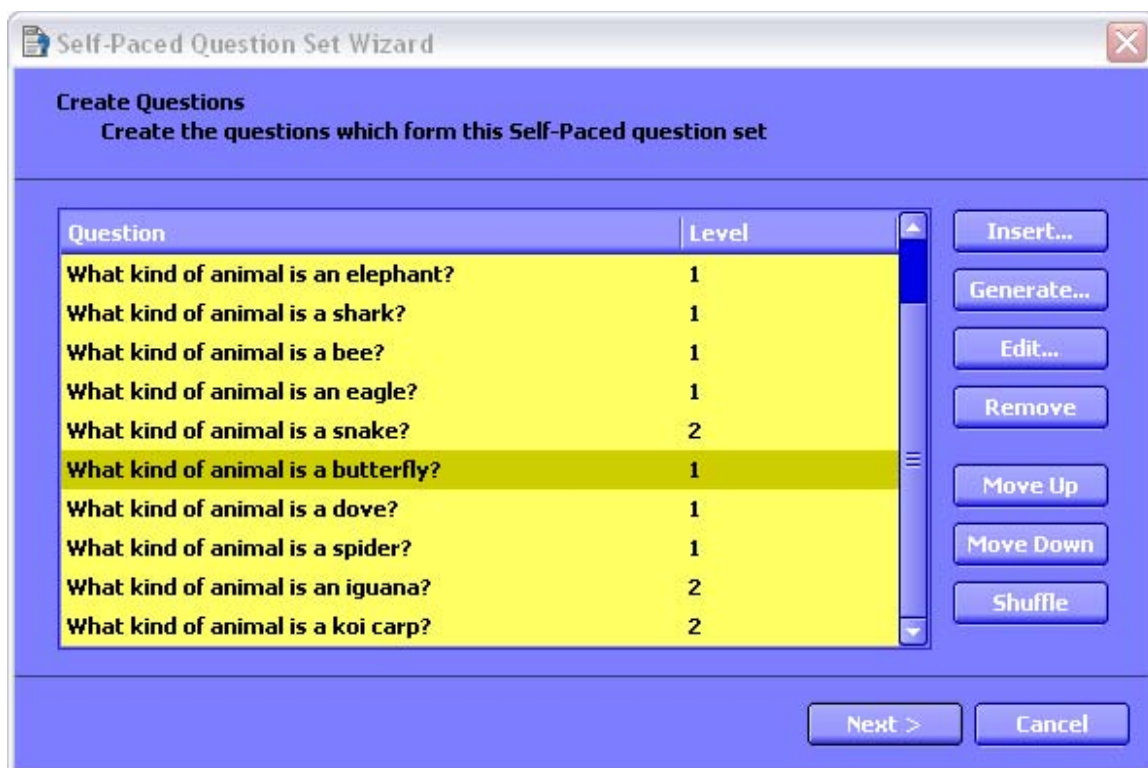 Self-Paced Question Set Wizard
Create Questions
Create the questions which form this Self-Paced question set
Question Level
What kind of animal is an elephant? 1
What kind of animal is a shark? 1
What kind of animal is a bee? 1
What kind of animal is an eagle? 1
What kind of animal is a snake? 2
What kind of animal is a butterfly? 1
What kind of animal is a dove? 1
What kind of animal is a spider? 1
What kind of animal is an iguana? 2
What kind of animal is a koi carp? 2
Insert...
Generate...
Edit...
Remove
Move Up
Move Down
Shuffle
Next > Cancel